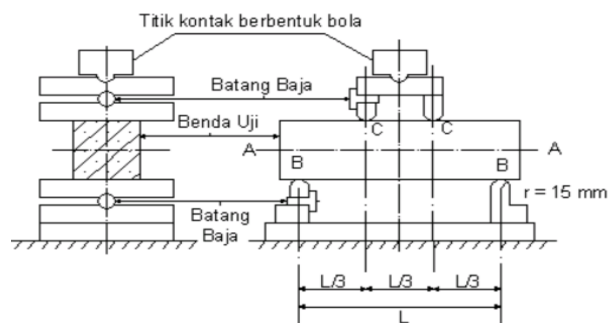 Titik kontak berbentuk bola
Batang Baja
Benda Uji
C C
A A
B B
r = 15 mm
Batang
Baja
L/3 L/3 L/3
L